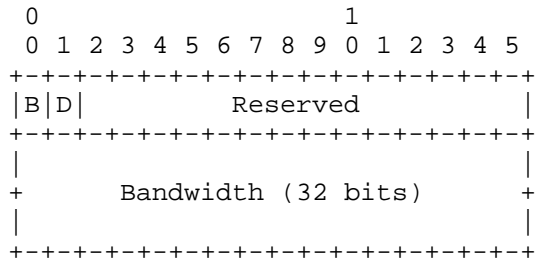 0                   1
 0 1 2 3 4 5 6 7 8 9 0 1 2 3 4 5
+-+-+-+-+-+-+-+-+-+-+-+-+-+-+-+-+
|B|D|         Reserved          |
+-+-+-+-+-+-+-+-+-+-+-+-+-+-+-+-+
|                               |
+      Bandwidth (32 bits)      +
|                               |
+-+-+-+-+-+-+-+-+-+-+-+-+-+-+-+-+